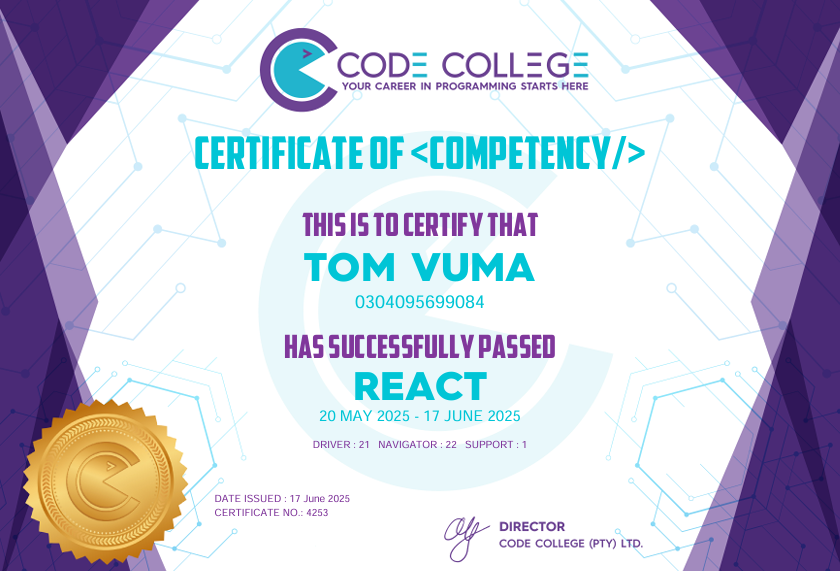 CODE COLLEGE
YOUR CAREER IN PROGRAMMING STARTS HERE
CERTIFICATE OF <COMPETENCY/>
THIS IS TO CERTIFY THAT
TOM VUMA
0304095699084
HAS SUCCESSFULLY PASSED
REACT
20 MAY 2025 - 17 JUNE 2025
DRIVER : 21 NAVIGATOR : 22 SUPPORT : 1
DATE ISSUED : 17 June 2025
CERTIFICATE NO.: 4253
DIRECTOR
CODE COLLEGE (PTY) LTD.